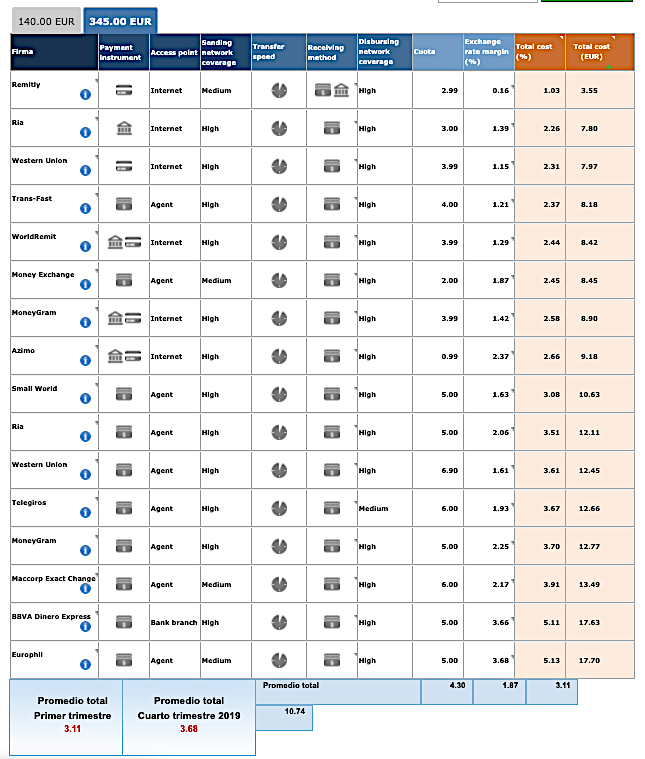 140.00 EUR 345.00 EUR
Firma Payment instrument Access point Sending network coverage Transfer speed Receiving method Disbursing network coverage Cuota Exchange rate margin (%) Total cost (%) Total cost (EUR)
Remitly Internet Medium High 2.99 0.16 1.03 3.55
Ria Internet High High 3.00 1.39 2.26 7.80
Western Union Internet High High 3.99 1.15 2.31 7.97
Trans-Fast Agent High High 4.00 1.21 2.37 8.18
WorldRemit Internet High High 3.99 1.29 2.44 8.42
Money Exchange Agent Medium High 2.00 1.87 2.45 8.45
MoneyGram Internet High High 3.99 1.42 2.58 8.90
Azimo Internet High High 0.99 2.37 2.66 9.18
Small World Agent High High 5.00 1.63 3.08 10.63
Ria Agent High High 5.00 2.06 3.51 12.11
Western Union Agent High High 6.90 1.61 3.61 12.45
Telegiros Agent High Medium 6.00 1.93 3.67 12.66
MoneyGram Agent High High 5.00 2.25 3.70 12.77
Maccorp Exact Change Agent Medium High 6.00 2.17 3.91 13.49
BBVA Dinero Express Bank branch High High 5.00 3.66 5.11 17.63
Europhil Agent Medium High 5.00 3.68 5.13 17.70
Promedio total 4.30 1.87 3.11
10.74
Promedio total
Primer trimestre
3.11
Promedio total
Cuarto trimestre 2019
3.68